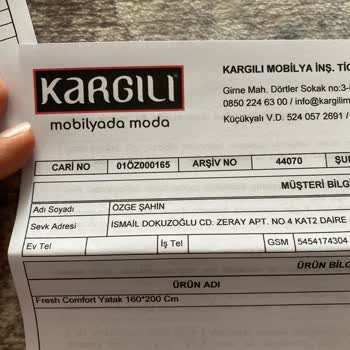 KARGILI
mobilyada moda
KARGILI MOBİLYA İNŞ. TİC
Girne Mah. Dörtler Sokak no:3-
0850 224 63 00 / info@kargilim
Küçükyalı V.D. 524 057 2691 /
CARİ NO 01ÖZ000165 ARŞİV NO 44070 ŞU
MÜŞTERİ BİLG
Adı Soyadı ÖZGE ŞAHİN
Sevk Adresi İSMAİL DOKUZOĞLU CD. ZERAY APT. NO 4 KAT2 DAİRE
Ev Tel İş Tel GSM 5454174304
ÜRÜN BİLG
ÜRÜN ADI
Fresh Comfort Yatak 160*200 Cm